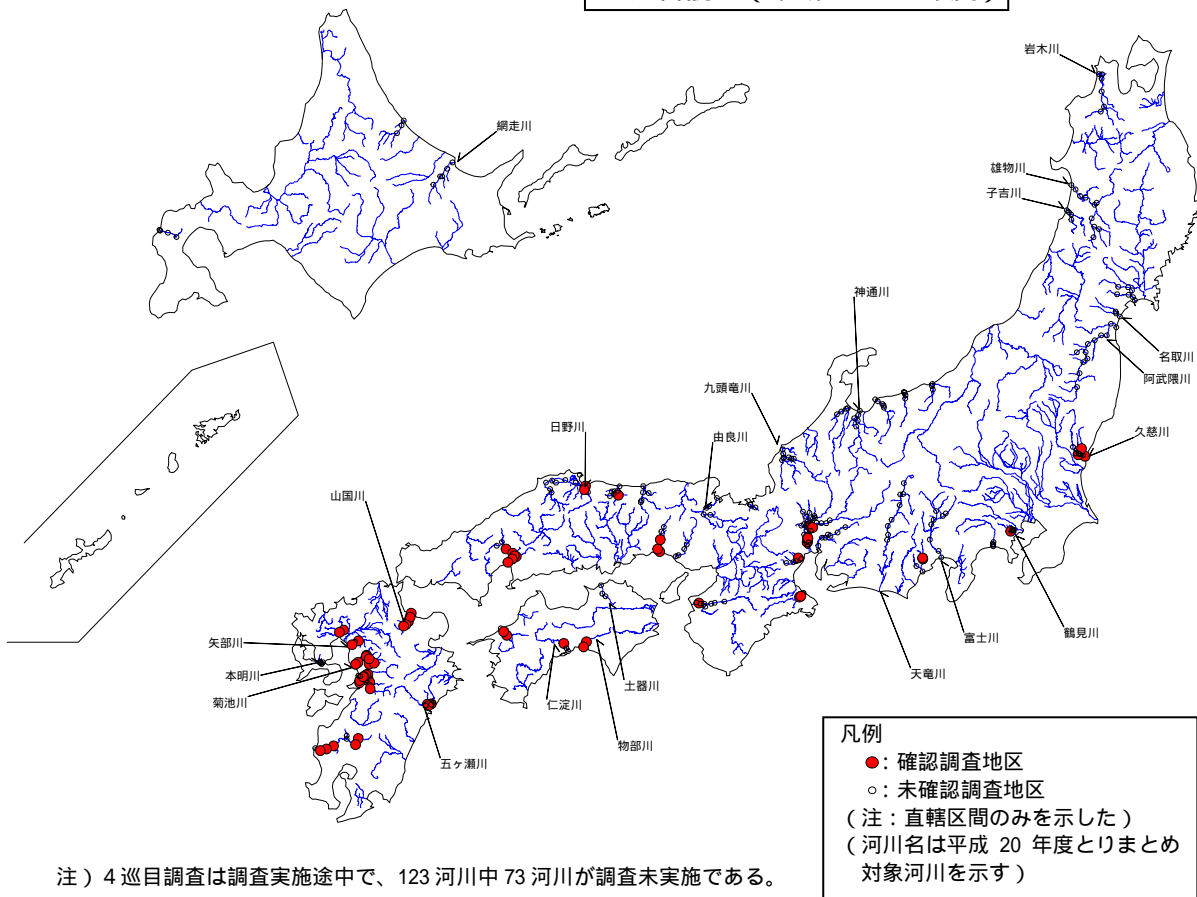 岩木川
網走川
雄物川
子吉川
神通川
名取川
阿武隈川
九頭竜川
日野川
由良川
久慈川
山国川
矢部川
本明川
菊池川
仁淀川
土器川
物部川
五ヶ瀬川
富士川
鶴見川
天竜川
凡例
●：確認調査地区
○：未確認調査地区
（注：直轄区間のみを示した）
（河川名は平成 20 年度とりまとめ
対象河川を示す）
注）４巡目調査は調査実施途中で、123 河川中 73 河川が調査未実施である。